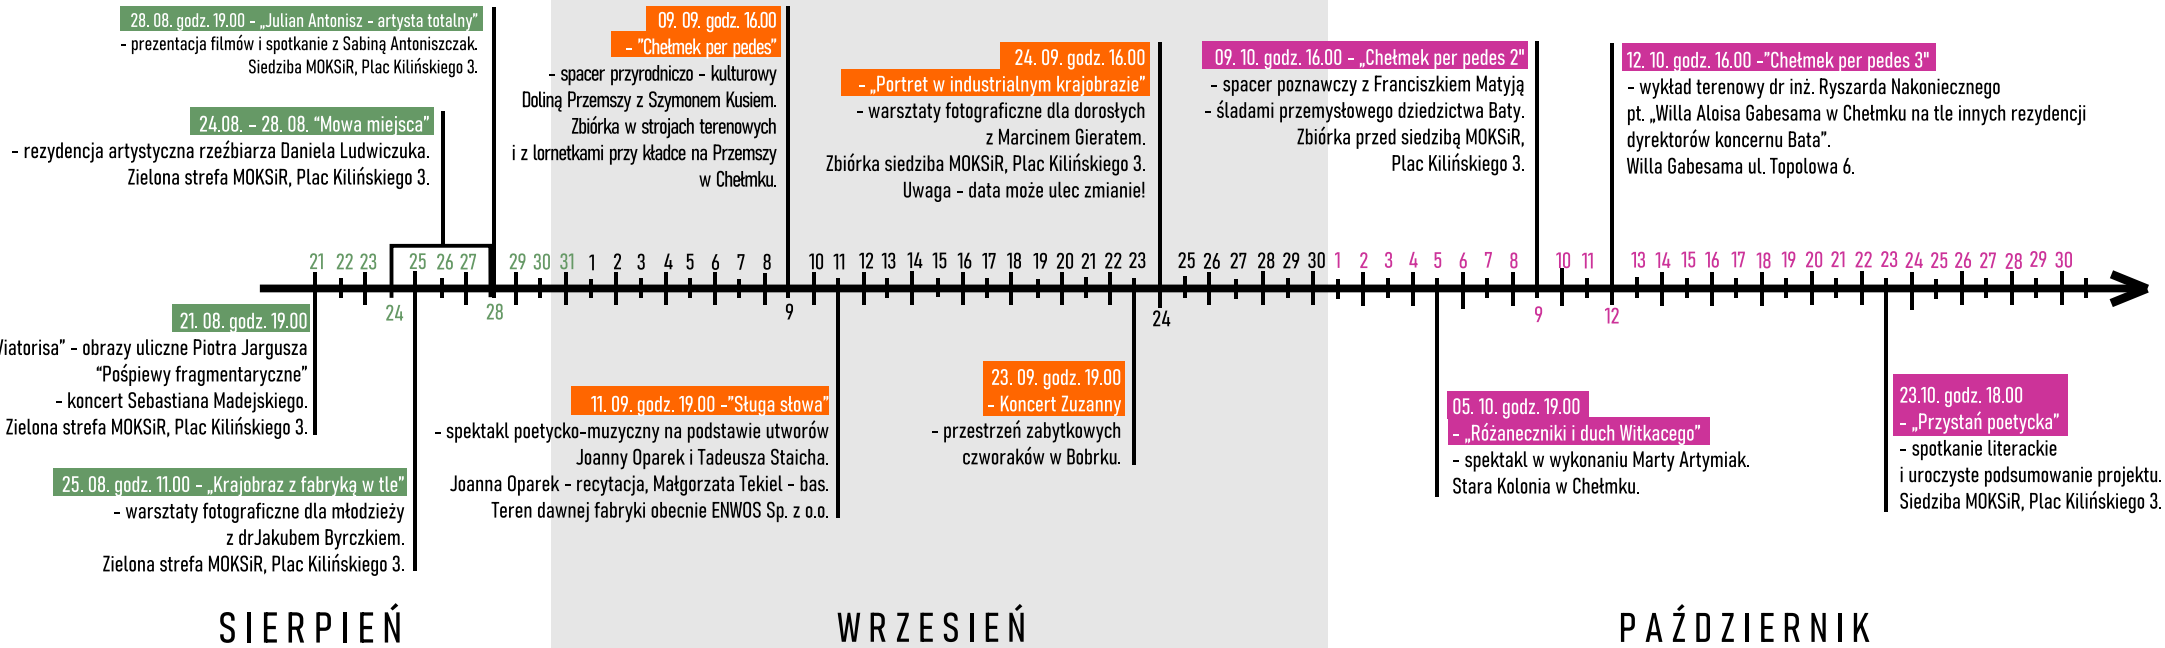 28. 08. godz. 19.00 - „Julian Antonisz - artysta totalny”
- prezentacja filmów i spotkanie z Sabiną Antoniszczak.
Siedziba MOKSiR, Plac Kilińskiego 3.
24.08. - 28. 08. “Mowa miejsca”
- rezydencja artystyczna rzeźbiarza Daniela Ludwiczuka.
Zielona strefa MOKSiR, Plac Kilińskiego 3.
09. 09. godz. 16.00
- "Chełmek per pedes"
- spacer przyrodniczo - kulturowy
Doliną Przemszy z Szymonem Kusiem.
Zbiórka w strojach terenowych
i z lornetkami przy kładce na Przemszy
w Chełmku.
24. 09. godz. 16.00
- „Portret w industrialnym krajobrazie”
- warsztaty fotograficzne dla dorosłych
z Marcinem Gieratem.
Zbiórka siedziba MOKSiR, Plac Kilińskiego 3.
Uwaga - data może ulec zmianie!
09. 10. godz. 16.00 - „Chełmek per pedes 2"
- spacer poznawczy z Franciszkiem Matyją
- śladami przemysłowego dziedzictwa Baty.
Zbiórka przed siedzibą MOKSiR,
Plac Kilińskiego 3.
12. 10. godz. 16.00 -"Chełmek per pedes 3"
- wykład terenowy dr inż. Ryszarda Nakoniecznego
pt. „Willa Aloisa Gabesama w Chełmku na tle innych rezydencji
dyrektorów koncernu Bata”.
Willa Gabesama ul. Topolowa 6.
21 22 23 25 26 27 29 30 31 1 2 3 4 5 6 7 8 10 11 12 13 14 15 16 17 18 19 20 21 22 23 25 26 27 28 29 30 1 2 3 4 5 6 7 8 10 11 13 14 15 16 17 18 19 20 21 22 23 24 25 26 27 28 29 30
24 28 9 24 9 12
21. 08. godz. 19.00
Viatorisa” - obrazy uliczne Piotra Jargusza
“Pośpiewy fragmentaryczne”
- koncert Sebastiana Madejskiego.
Zielona strefa MOKSiR, Plac Kilińskiego 3.
25. 08. godz. 11.00 - „Krajobraz z fabryką w tle”
- warsztaty fotograficzne dla młodzieży
z drJakubem Byrczkiem.
Zielona strefa MOKSiR, Plac Kilińskiego 3.
11. 09. godz. 19.00 -"Sługa słowa”
- spektakl poetycko-muzyczny na podstawie utworów
Joanny Oparek i Tadeusza Staicha.
Joanna Oparek - recytacja, Małgorzata Tekiel - bas.
Teren dawnej fabryki obecnie ENWOS Sp. z o.o.
23. 09. godz. 19.00
- Koncert Zuzanny
- przestrzeń zabytkowych
czworaków w Bobrku.
05. 10. godz. 19.00
- „Różaneczniki i duch Witkacego”
- spektakl w wykonaniu Marty Artymiak.
Stara Kolonia w Chełmku.
23.10. godz. 18.00
- „Przystań poetycka”
- spotkanie literackie
i uroczyste podsumowanie projektu.
Siedziba MOKSiR, Plac Kilińskiego 3.
SIERPIEŃ
WRZESIEŃ
PAŹDZIERNIK